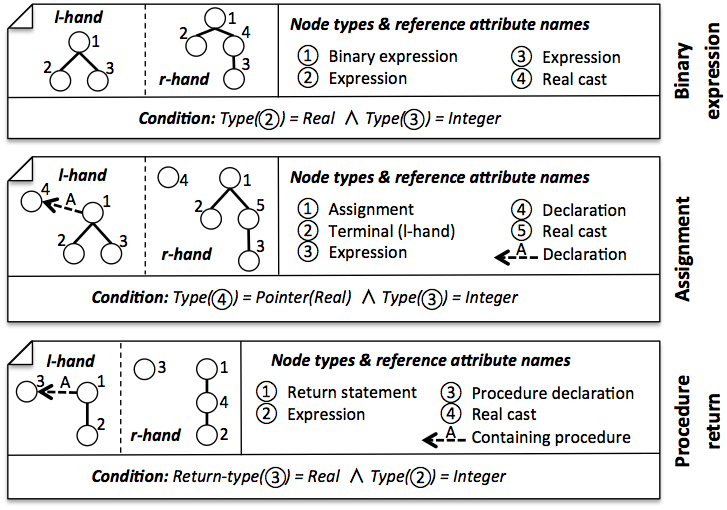 l-hand
1
2
3
1
2
4
3
r-hand
Node types & reference attribute names
1 Binary expression
2 Expression
3 Expression
4 Real cast
Condition: Type(2) = Real ∧ Type(3) = Integer
Binary
expression
l-hand
4
A
1
2
3
4
1
2
5
3
r-hand
Node types & reference attribute names
1 Assignment
2 Terminal (l-hand)
3 Expression
4 Declaration
5 Real cast
A Declaration
Condition: Type(4) = Pointer(Real) ∧ Type(3) = Integer
Assignment
l-hand
3
A
1
2
3
1
4
2
r-hand
Node types & reference attribute names
1 Return statement
2 Expression
3 Procedure declaration
4 Real cast
A Containing procedure
Condition: Return-type(3) = Real ∧ Type(2) = Integer
Procedure
return